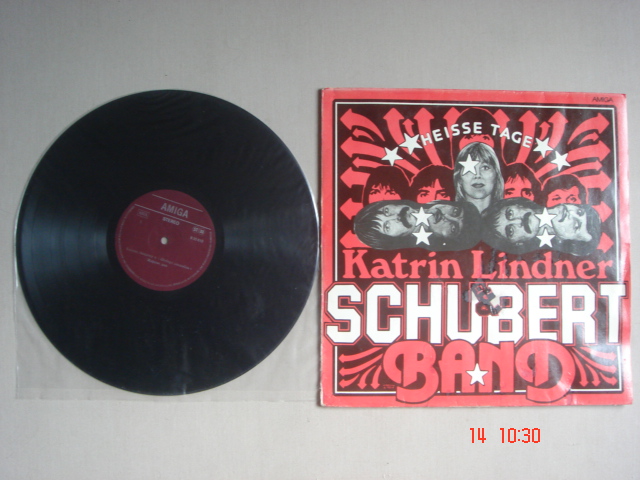 AMIGA
STEREO
AMIGA
HEISSE TAGE
Katrin Lindner
SCHUBERT
BAND
14 10:30